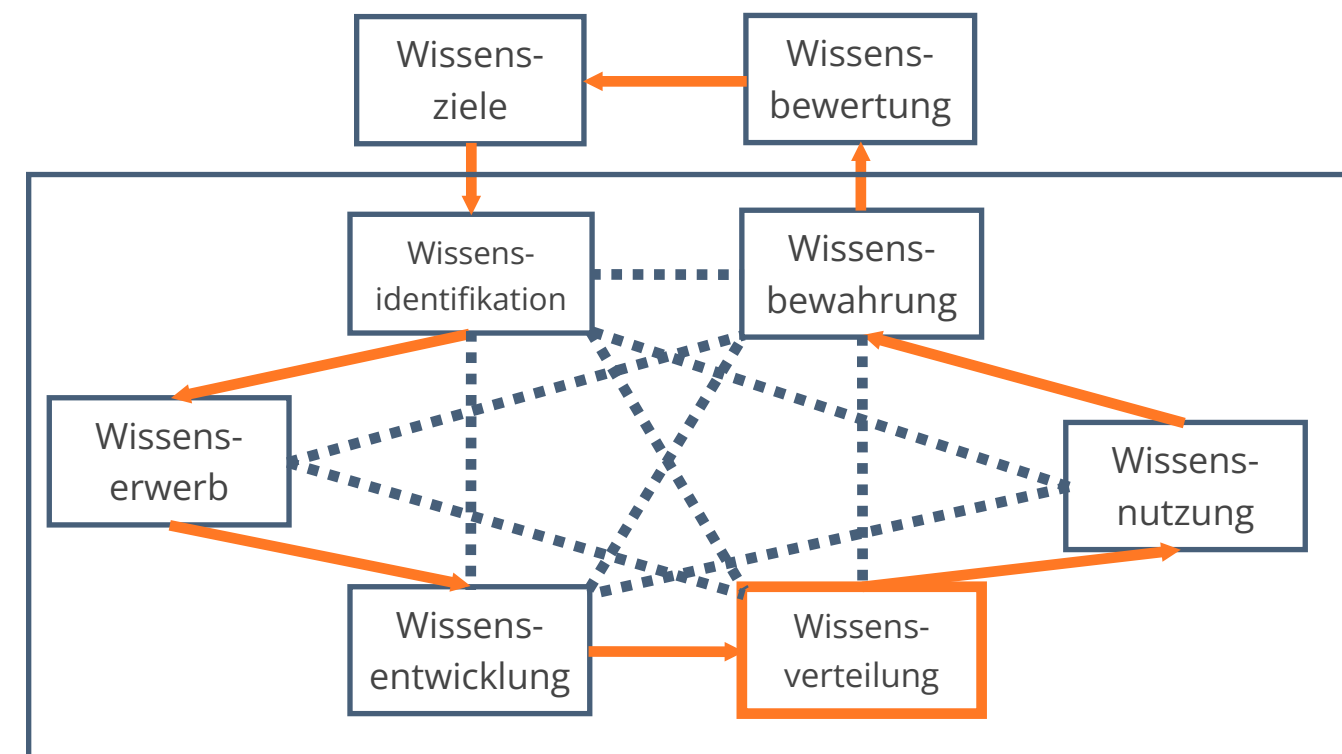 Wissens-
ziele
Wissens-
bewertung
Wissens-
identifikation
Wissens-
bewahrung
Wissens-
erwerb
Wissens-
nutzung
Wissens-
entwicklung
Wissens-
verteilung